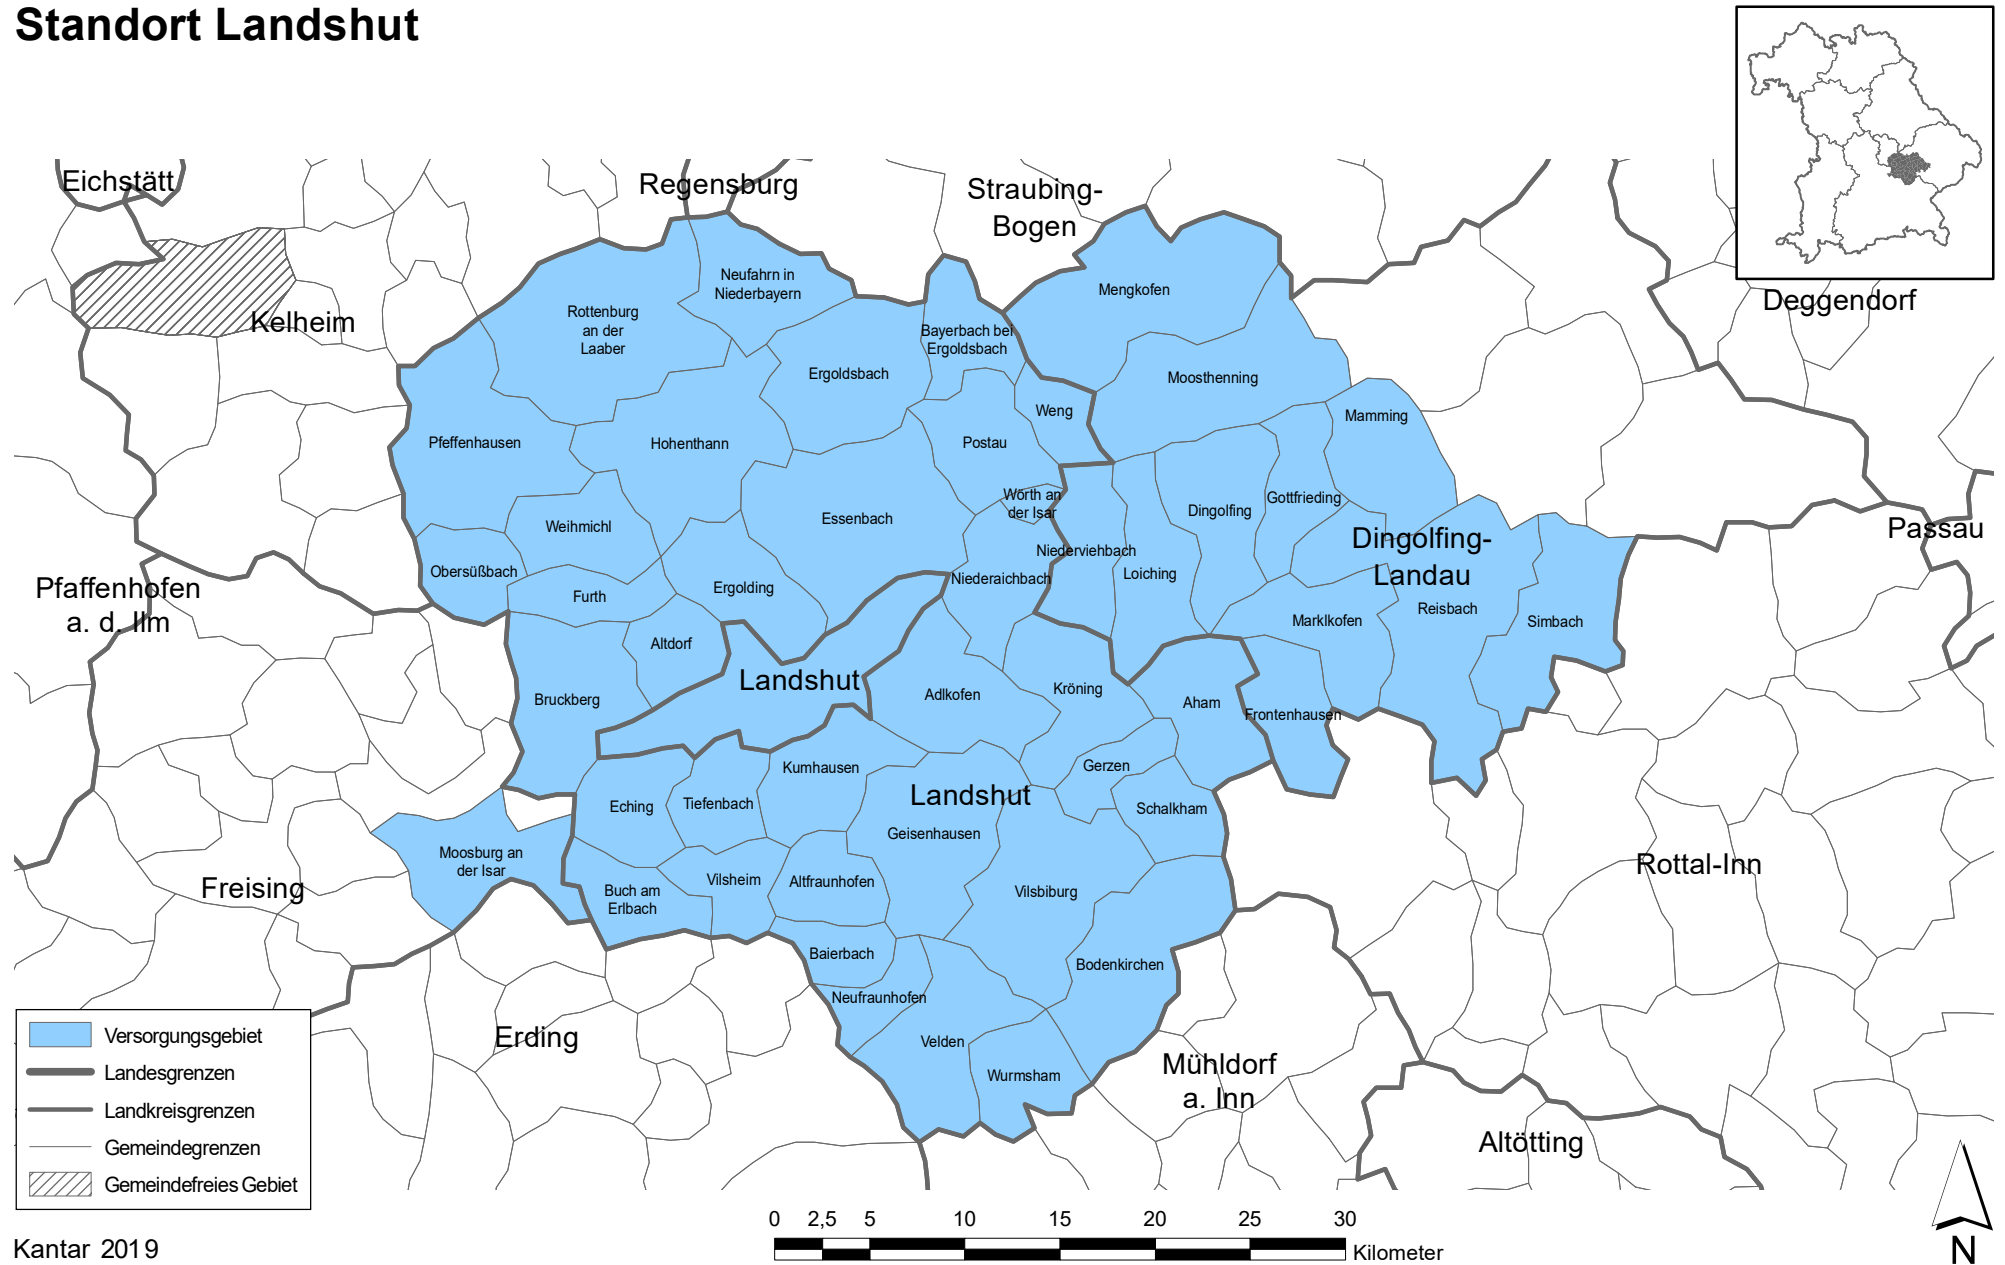 Standort Landshut
Eichstätt
Regensburg
Straubing-
Bogen
Deggendorf
Kelheim
Passau
Pfaffenhofen
a. d. Ilm
Dingolfing-
Landau
Landshut
Landshut
Freising
Erding
Rottal-Inn
Mühldorf
a. Inn
Altötting
Neufahrn in
Niederbayern
Mengkofen
Rottenburg
an der
Laaber
Bayerbach bei
Ergoldsbach
Ergoldsbach
Moosthenning
Weng
Mamming
Pfeffenhausen
Hohenthann
Postau
Wörth an
der Isar
Gottfrieding
Dingolfing
Weihmichl
Essenbach
Niederviehbach
Loiching
Obersüßbach
Niederaichbach
Furth
Ergolding
Reisbach
Marklkofen
Simbach
Altdorf
Bruckberg
Adlkofen
Kröning
Aham
Frontenhausen
Kumhausen
Gerzen
Eching
Tiefenbach
Schalkham
Geisenhausen
Moosburg an
der Isar
Vilsheim
Altfraunhofen
Buch am
Erlbach
Vilsbiburg
Baierbach
Bodenkirchen
Neufraunhofen
Velden
Wurmsham
Versorgungsgebiet
Landesgrenzen
Landkreisgrenzen
Gemeindegrenzen
Gemeindefreies Gebiet
Kantar 2019
0 2,5 5 10 15 20 25 30
Kilometer
N